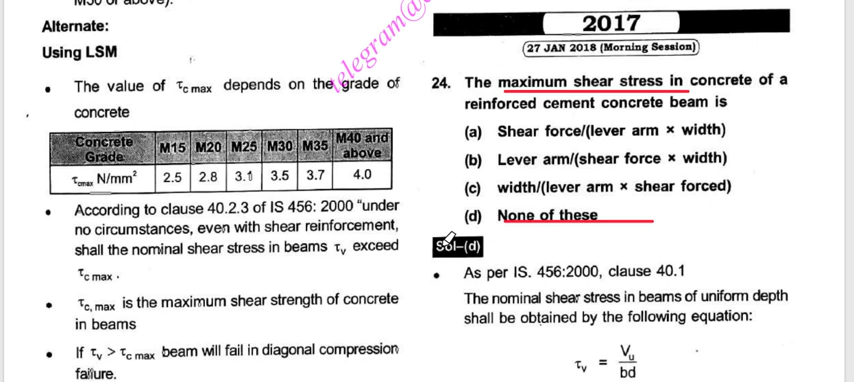 Alternate:
Using LSM
• The value of τc max depends on the grade of
concrete
Concrete Grade M15 M20 M25 M30 M35 M40 and above
τcmax N/mm² 2.5 2.8 3.1 3.5 3.7 4.0
• According to clause 40.2.3 of IS 456: 2000 "under
no circumstances, even with shear reinforcement,
shall the nominal shear stress in beams τv exceed
τc max .
• τc, max is the maximum shear strength of concrete
in beams
• If τv > τc max beam will fail in diagonal compression
failure.
telegram@
2017
27 JAN 2018 (Morning Session)
24. The maximum shear stress in concrete of a
reinforced cement concrete beam is
(a) Shear force/(lever arm × width)
(b) Lever arm/(shear force × width)
(c) width/(lever arm × shear forced)
(d) None of these
Sol–(d)
• As per IS. 456:2000, clause 40.1
The nominal shear stress in beams of uniform depth
shall be obtained by the following equation:
τv = Vu/bd